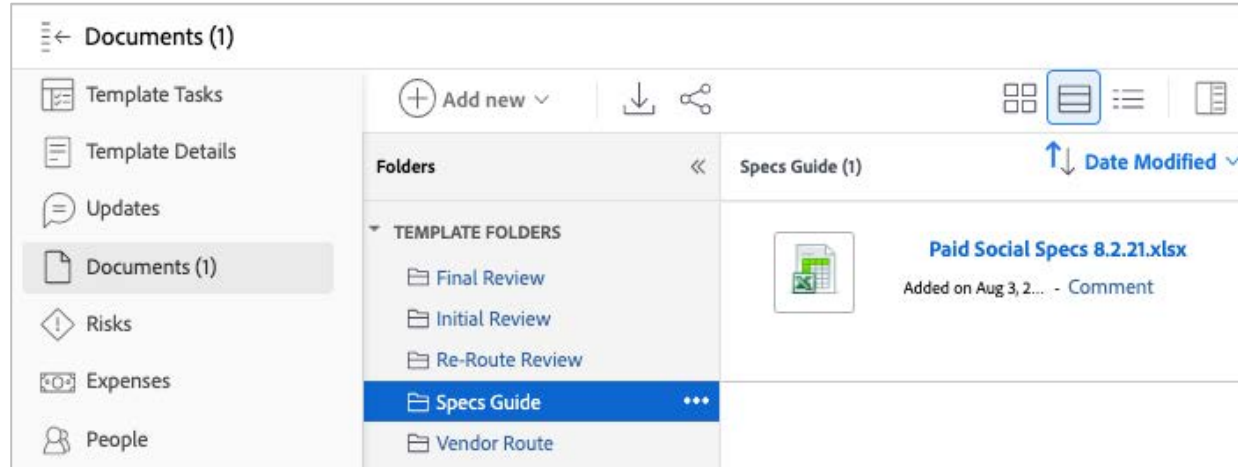 Documents (1)
Template Tasks
Template Details
Updates
Documents (1)
Risks
Expenses
People
Add new
Folders
TEMPLATE FOLDERS
Final Review
Initial Review
Re-Route Review
Specs Guide
Vendor Route
Specs Guide (1)
Date Modified
Paid Social Specs 8.2.21.xlsx
Added on Aug 3, 2... - Comment